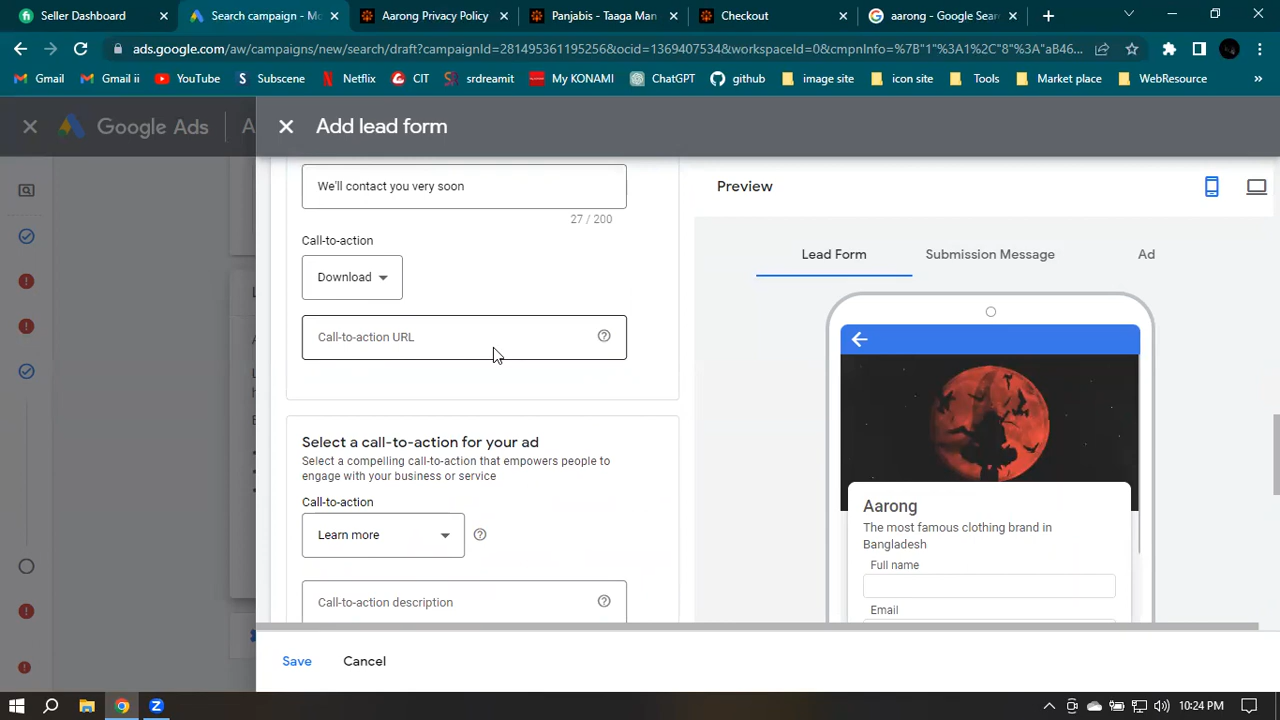 Seller Dashboard
Search campaign - Mo
Aarong Privacy Policy
Panjabis - Taaga Man
Checkout
aarong - Google Sear
ads.google.com/aw/campaigns/new/search/draft?campaignId=281495361195256&ocid=1369407534&workspaceId=0&cmpnInfo=%7B"1"%3A1%2C"8"%3A"aB46...
Gmail
Gmail ii
YouTube
Subscene
Netflix
CIT
srdreamit
My KONAMI
ChatGPT
github
image site
icon site
Tools
Market place
WebResource
Google Ads
A
Add lead form
We'll contact you very soon
27 / 200
Call-to-action
Download
Call-to-action URL
Select a call-to-action for your ad
Select a compelling call-to-action that empowers people to
engage with your business or service
Call-to-action
Learn more
Call-to-action description
Save
Cancel
Preview
Lead Form
Submission Message
Ad
Aarong
The most famous clothing brand in
Bangladesh
Full name
Email
10:24 PM